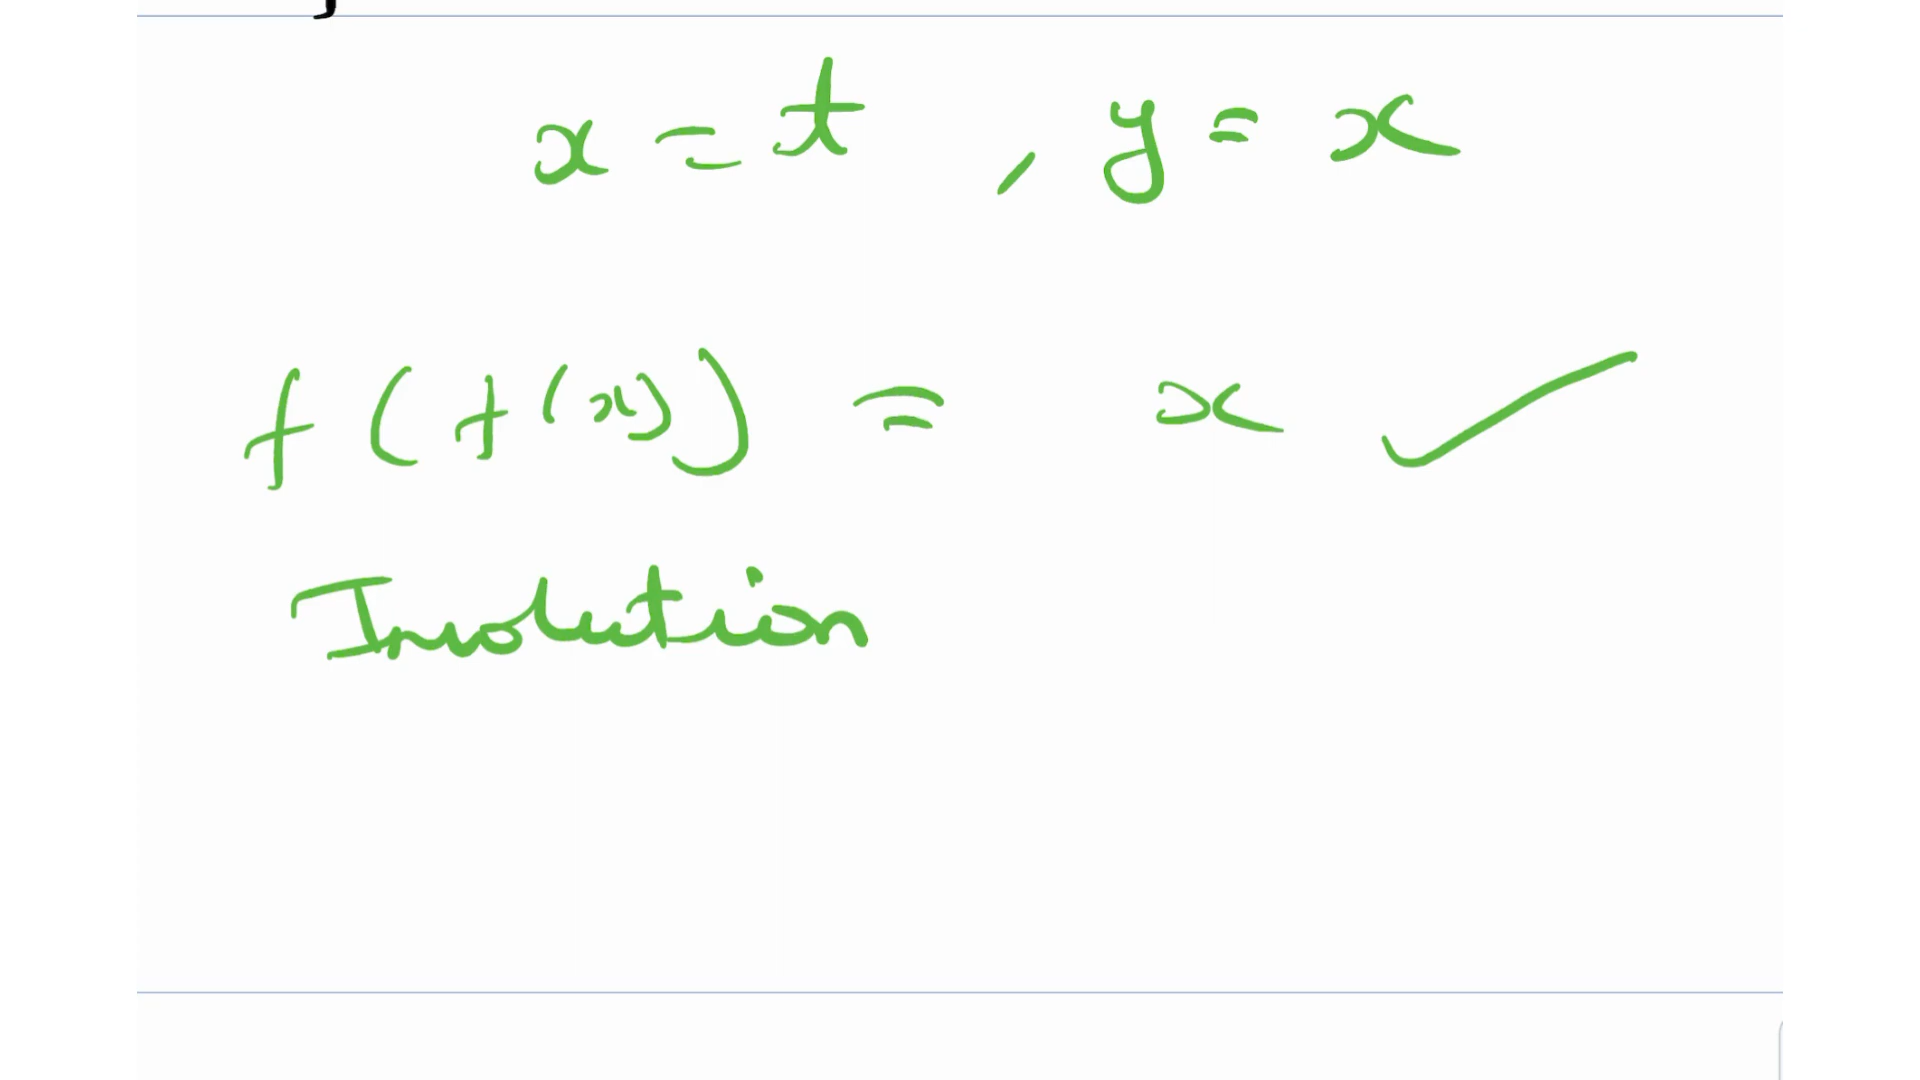 x = t , y = x
f(f(x)) = x ✓
Involution